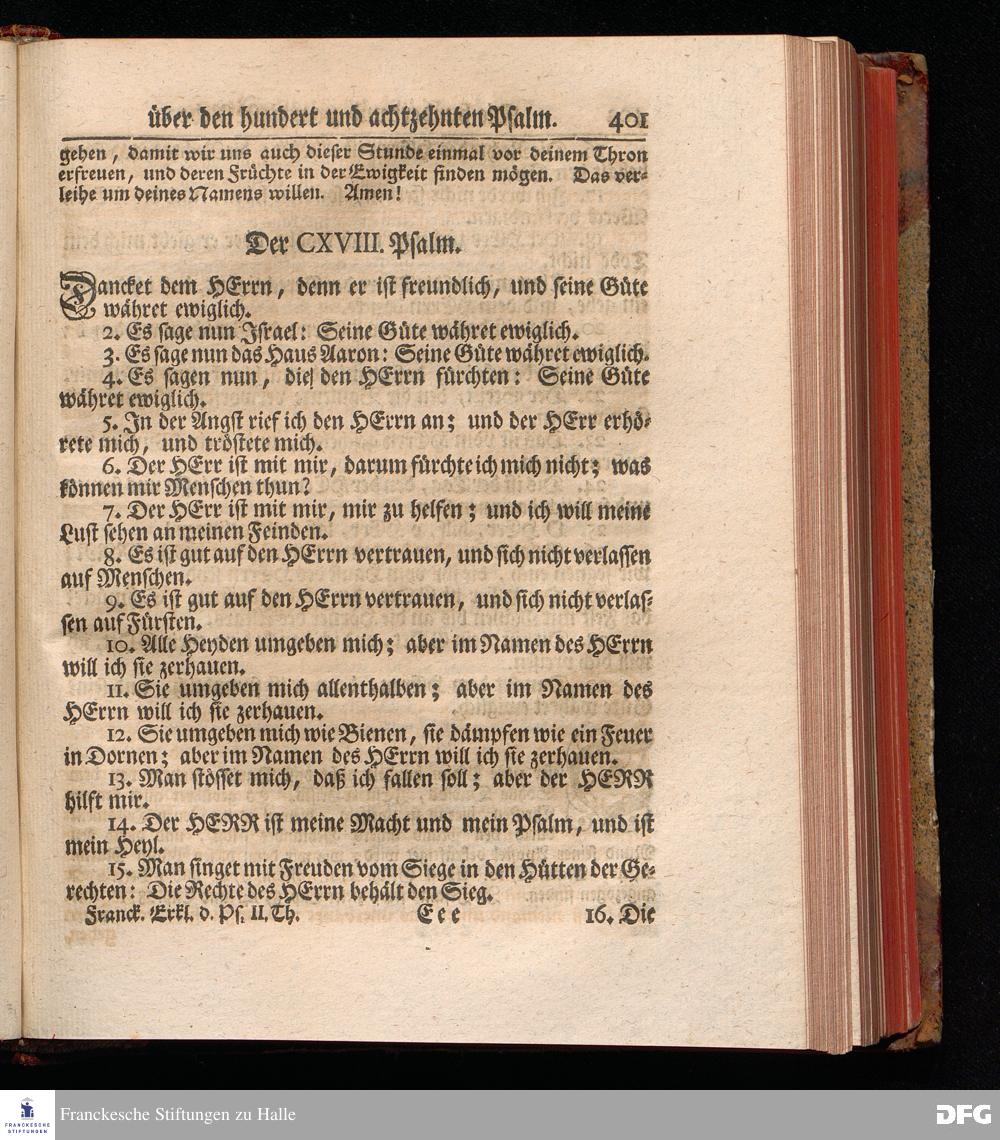 über den hundert und achtzehnten Psalm. 401
gehen, damit wir uns auch dieser Stunde einmal vor deinem Thron
erfreuen, und deren Früchte in der Ewigkeit finden mögen. Das ver-
leihe um deines Namens willen. Amen!
Der CXVIII. Psalm.
Dancket dem HErrn, denn er ist freundlich, und seine Güte
währet ewiglich.
2. Es sage nun Israel: Seine Güte währet ewiglich.
3. Es sage nun das Haus Aaron: Seine Güte währet ewiglich.
4. Es sagen nun, die den HErrn fürchten: Seine Güte
währet ewiglich.
5. In der Angst rief ich den HErrn an; und der HErr erhö-
rete mich, und tröstete mich.
6. Der HErr ist mit mir, darum fürchte ich mich nicht; was
können mir Menschen thun?
7. Der HErr ist mit mir, mir zu helfen; und ich will meine
Lust sehen an meinen Feinden.
8. Es ist gut auf den HErrn vertrauen, und sich nicht verlassen
auf Menschen.
9. Es ist gut auf den HErrn vertrauen, und sich nicht verlas-
sen auf Fürsten.
10. Alle Heyden umgeben mich; aber im Namen des HErrn
will ich sie zerhauen.
11. Sie umgeben mich allenthalben; aber im Namen des
HErrn will ich sie zerhauen.
12. Sie umgeben mich wie Bienen, sie dämpfen wie ein Feuer
in Dornen; aber im Namen des HErrn will ich sie zerhauen.
13. Man stösset mich, daß ich fallen soll; aber der HERR
hilft mir.
14. Der HERR ist meine Macht und mein Psalm, und ist
mein Heyl.
15. Man singet mit Freuden vom Siege in den Hütten der Ge-
rechten: Die Rechte des HErrn behält den Sieg.
Franck. Erkl. d. Ps. II. Th. Eee 16. Die
FRANCKESCHE
STIFTUNGEN
Franckesche Stiftungen zu Halle
DFG